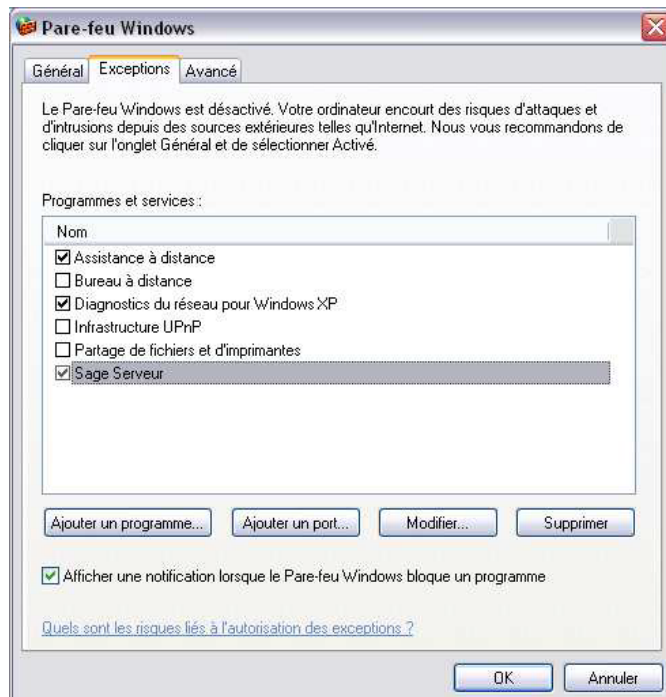 Pare-feu Windows
Général Exceptions Avancé
Le Pare-feu Windows est désactivé. Votre ordinateur encourt des risques d'attaques et
d'intrusions depuis des sources extérieures telles qu'Internet. Nous vous recommandons de
cliquer sur l'onglet Général et de sélectionner Activé.
Programmes et services :
Nom
Assistance à distance
Bureau à distance
Diagnostics du réseau pour Windows XP
Infrastructure UPnP
Partage de fichiers et d'imprimantes
Sage Serveur
Ajouter un programme... Ajouter un port... Modifier... Supprimer
Afficher une notification lorsque le Pare-feu Windows bloque un programme
Quels sont les risques liés à l'autorisation des exceptions ?
OK Annuler